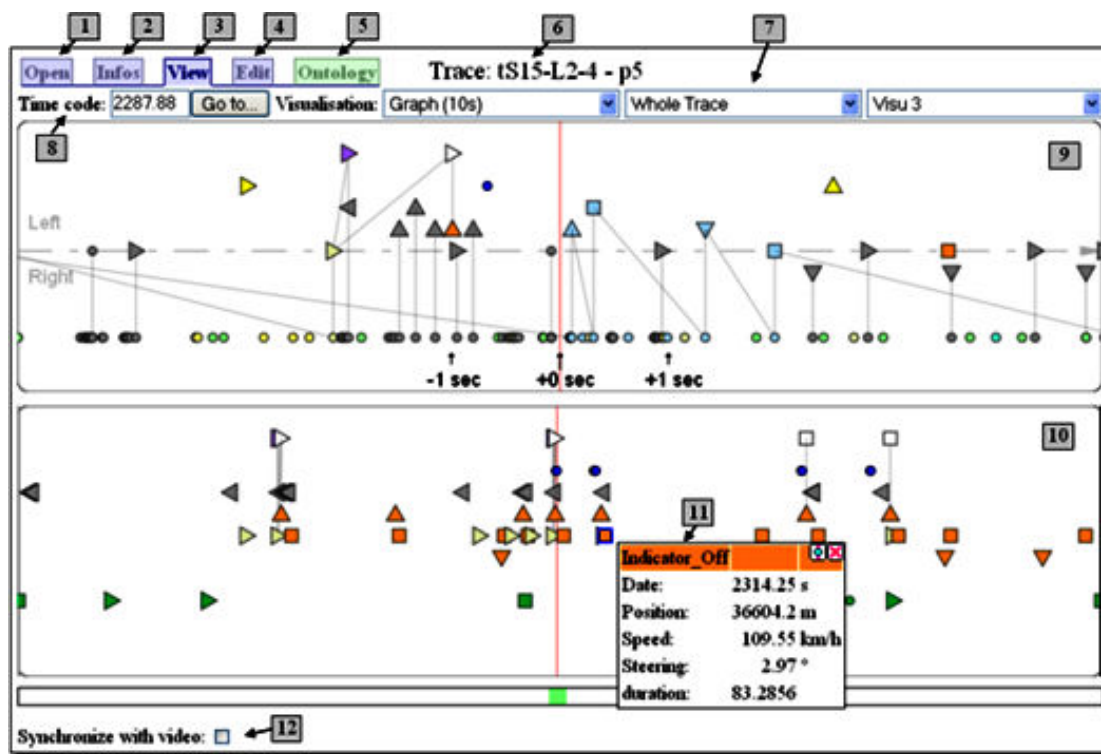 1 2 3 4 5 6 7
Open Infos View Edit Ontology Trace: tS15-L2-4 - p5
Time code: 2287.88 Go to... Visualisation: Graph (10s) Whole Trace Visu 3
8 9
Left
Right
-1 sec +0 sec +1 sec
10
11
Indicator_Off
Date: 2314.25 s
Position: 36604.2 m
Speed: 109.55 km/h
Steering: 2.97 °
duration: 83.2856
Synchronize with video: 12